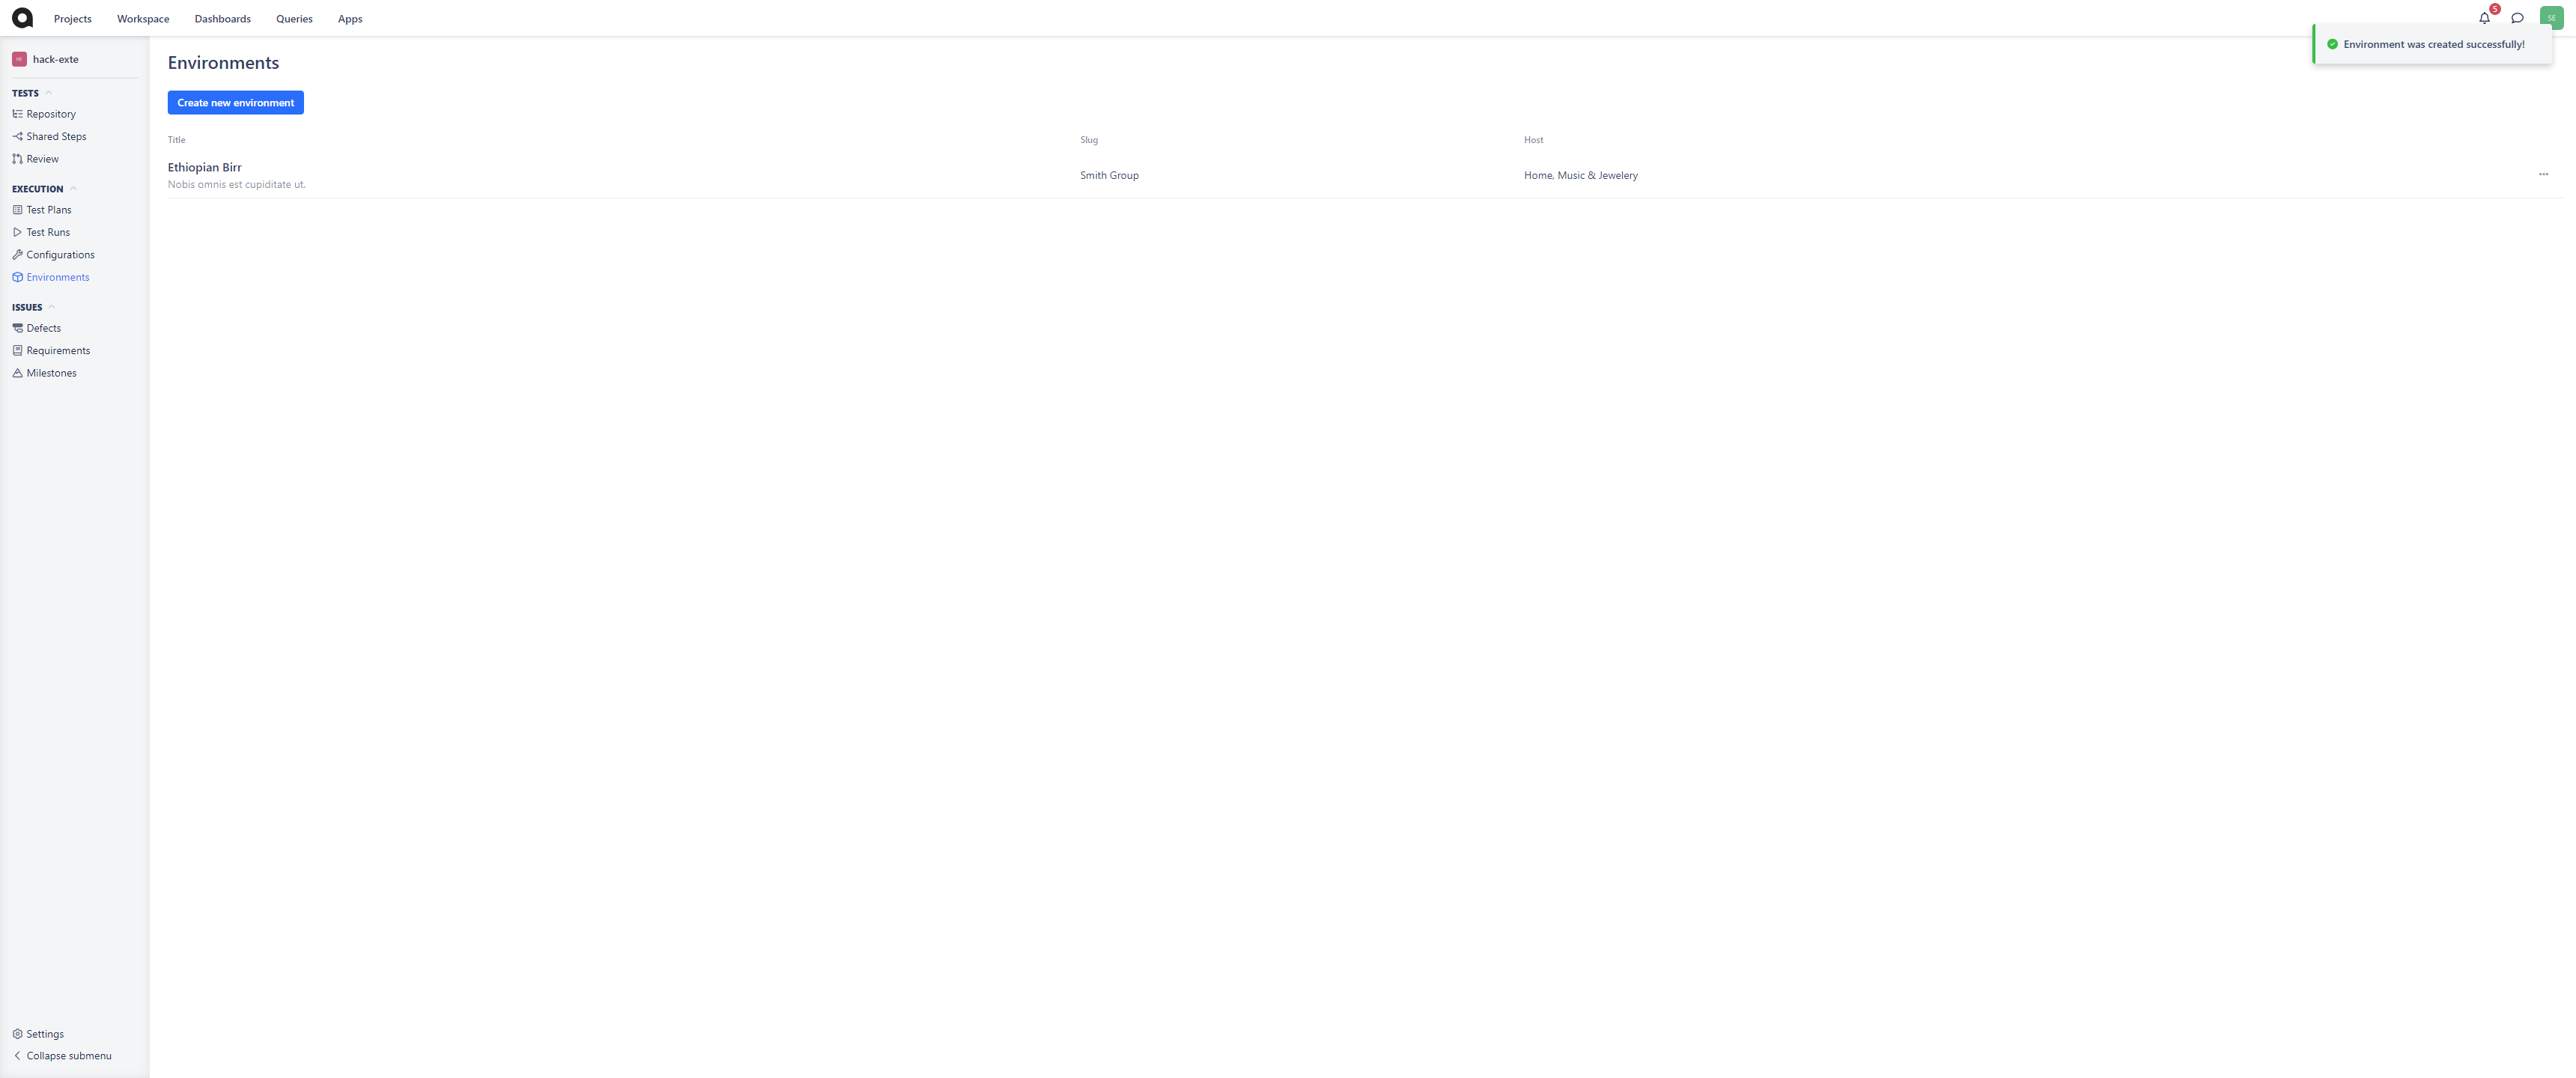 Projects Workspace Dashboards Queries Apps
5
SE
Environment was created successfully!
HE hack-exte
TESTS
Repository
Shared Steps
Review
EXECUTION
Test Plans
Test Runs
Configurations
Environments
ISSUES
Defects
Requirements
Milestones
Settings
Collapse submenu
Environments
Create new environment
Title Slug Host
Ethiopian Birr
Nobis omnis est cupiditate ut.
Smith Group
Home, Music & Jewelery